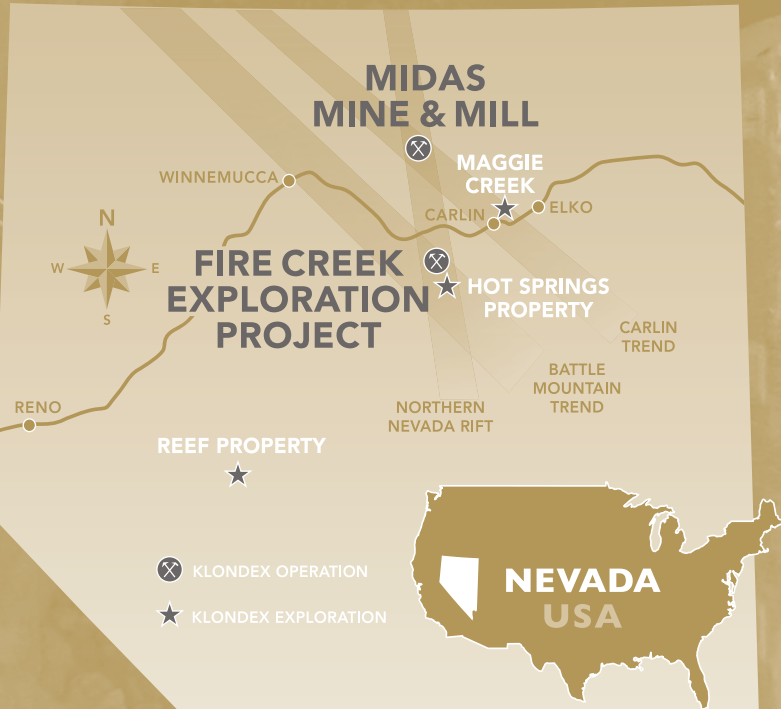 MIDAS
MINE & MILL
MAGGIE
CREEK
WINNEMUCCA
CARLIN
ELKO
N
W
E
S
FIRE CREEK
EXPLORATION
PROJECT
HOT SPRINGS
PROPERTY
CARLIN
TREND
BATTLE
MOUNTAIN
TREND
NORTHERN
NEVADA RIFT
RENO
REEF PROPERTY
KLONDEX OPERATION
KLONDEX EXPLORATION
NEVADA
USA